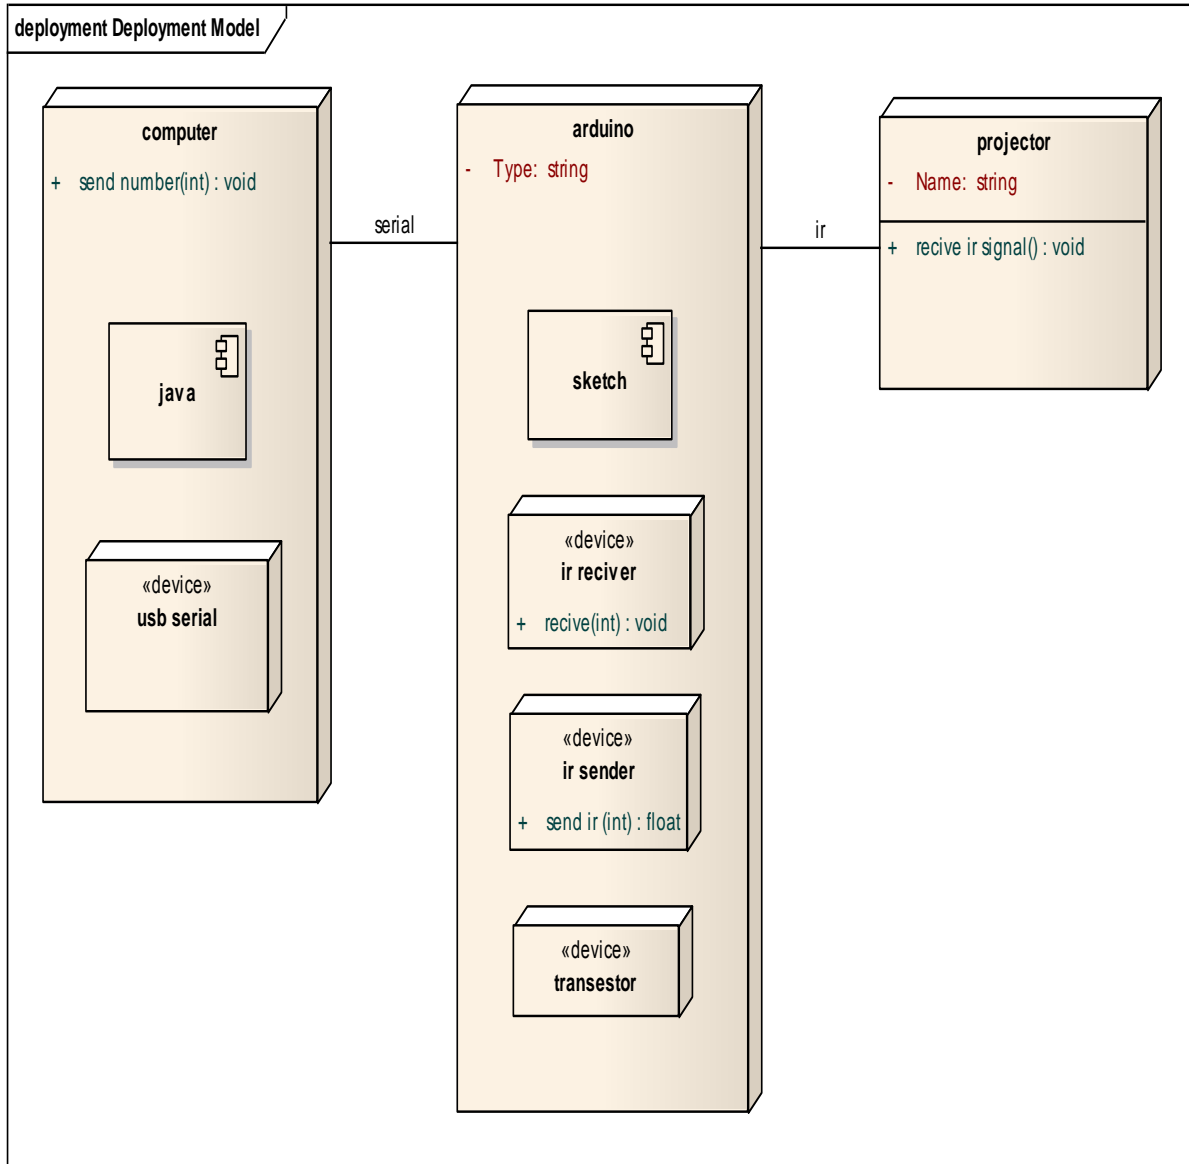 deployment Deployment Model
computer
+ send number(int) : void
java
«device»
usb serial
serial
arduino
- Type: string
sketch
«device»
ir reciver
+ recive(int) : void
«device»
ir sender
+ send ir (int) : float
«device»
transestor
ir
projector
- Name: string
+ recive ir signal() : void